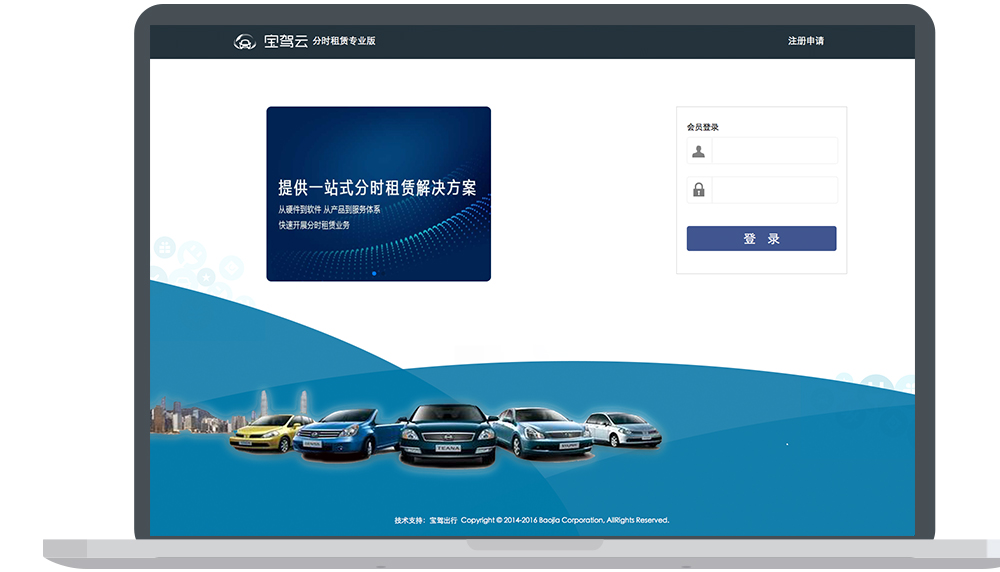 宝驾云 分时租赁专业版
注册申请
提供一站式分时租赁解决方案
从硬件到软件 从产品到服务体系
快速开展分时租赁业务
会员登录
登 录
TEANA
技术支持：宝驾出行 Copyright © 2014-2016 Baojia Corporation, AllRights Reserved.